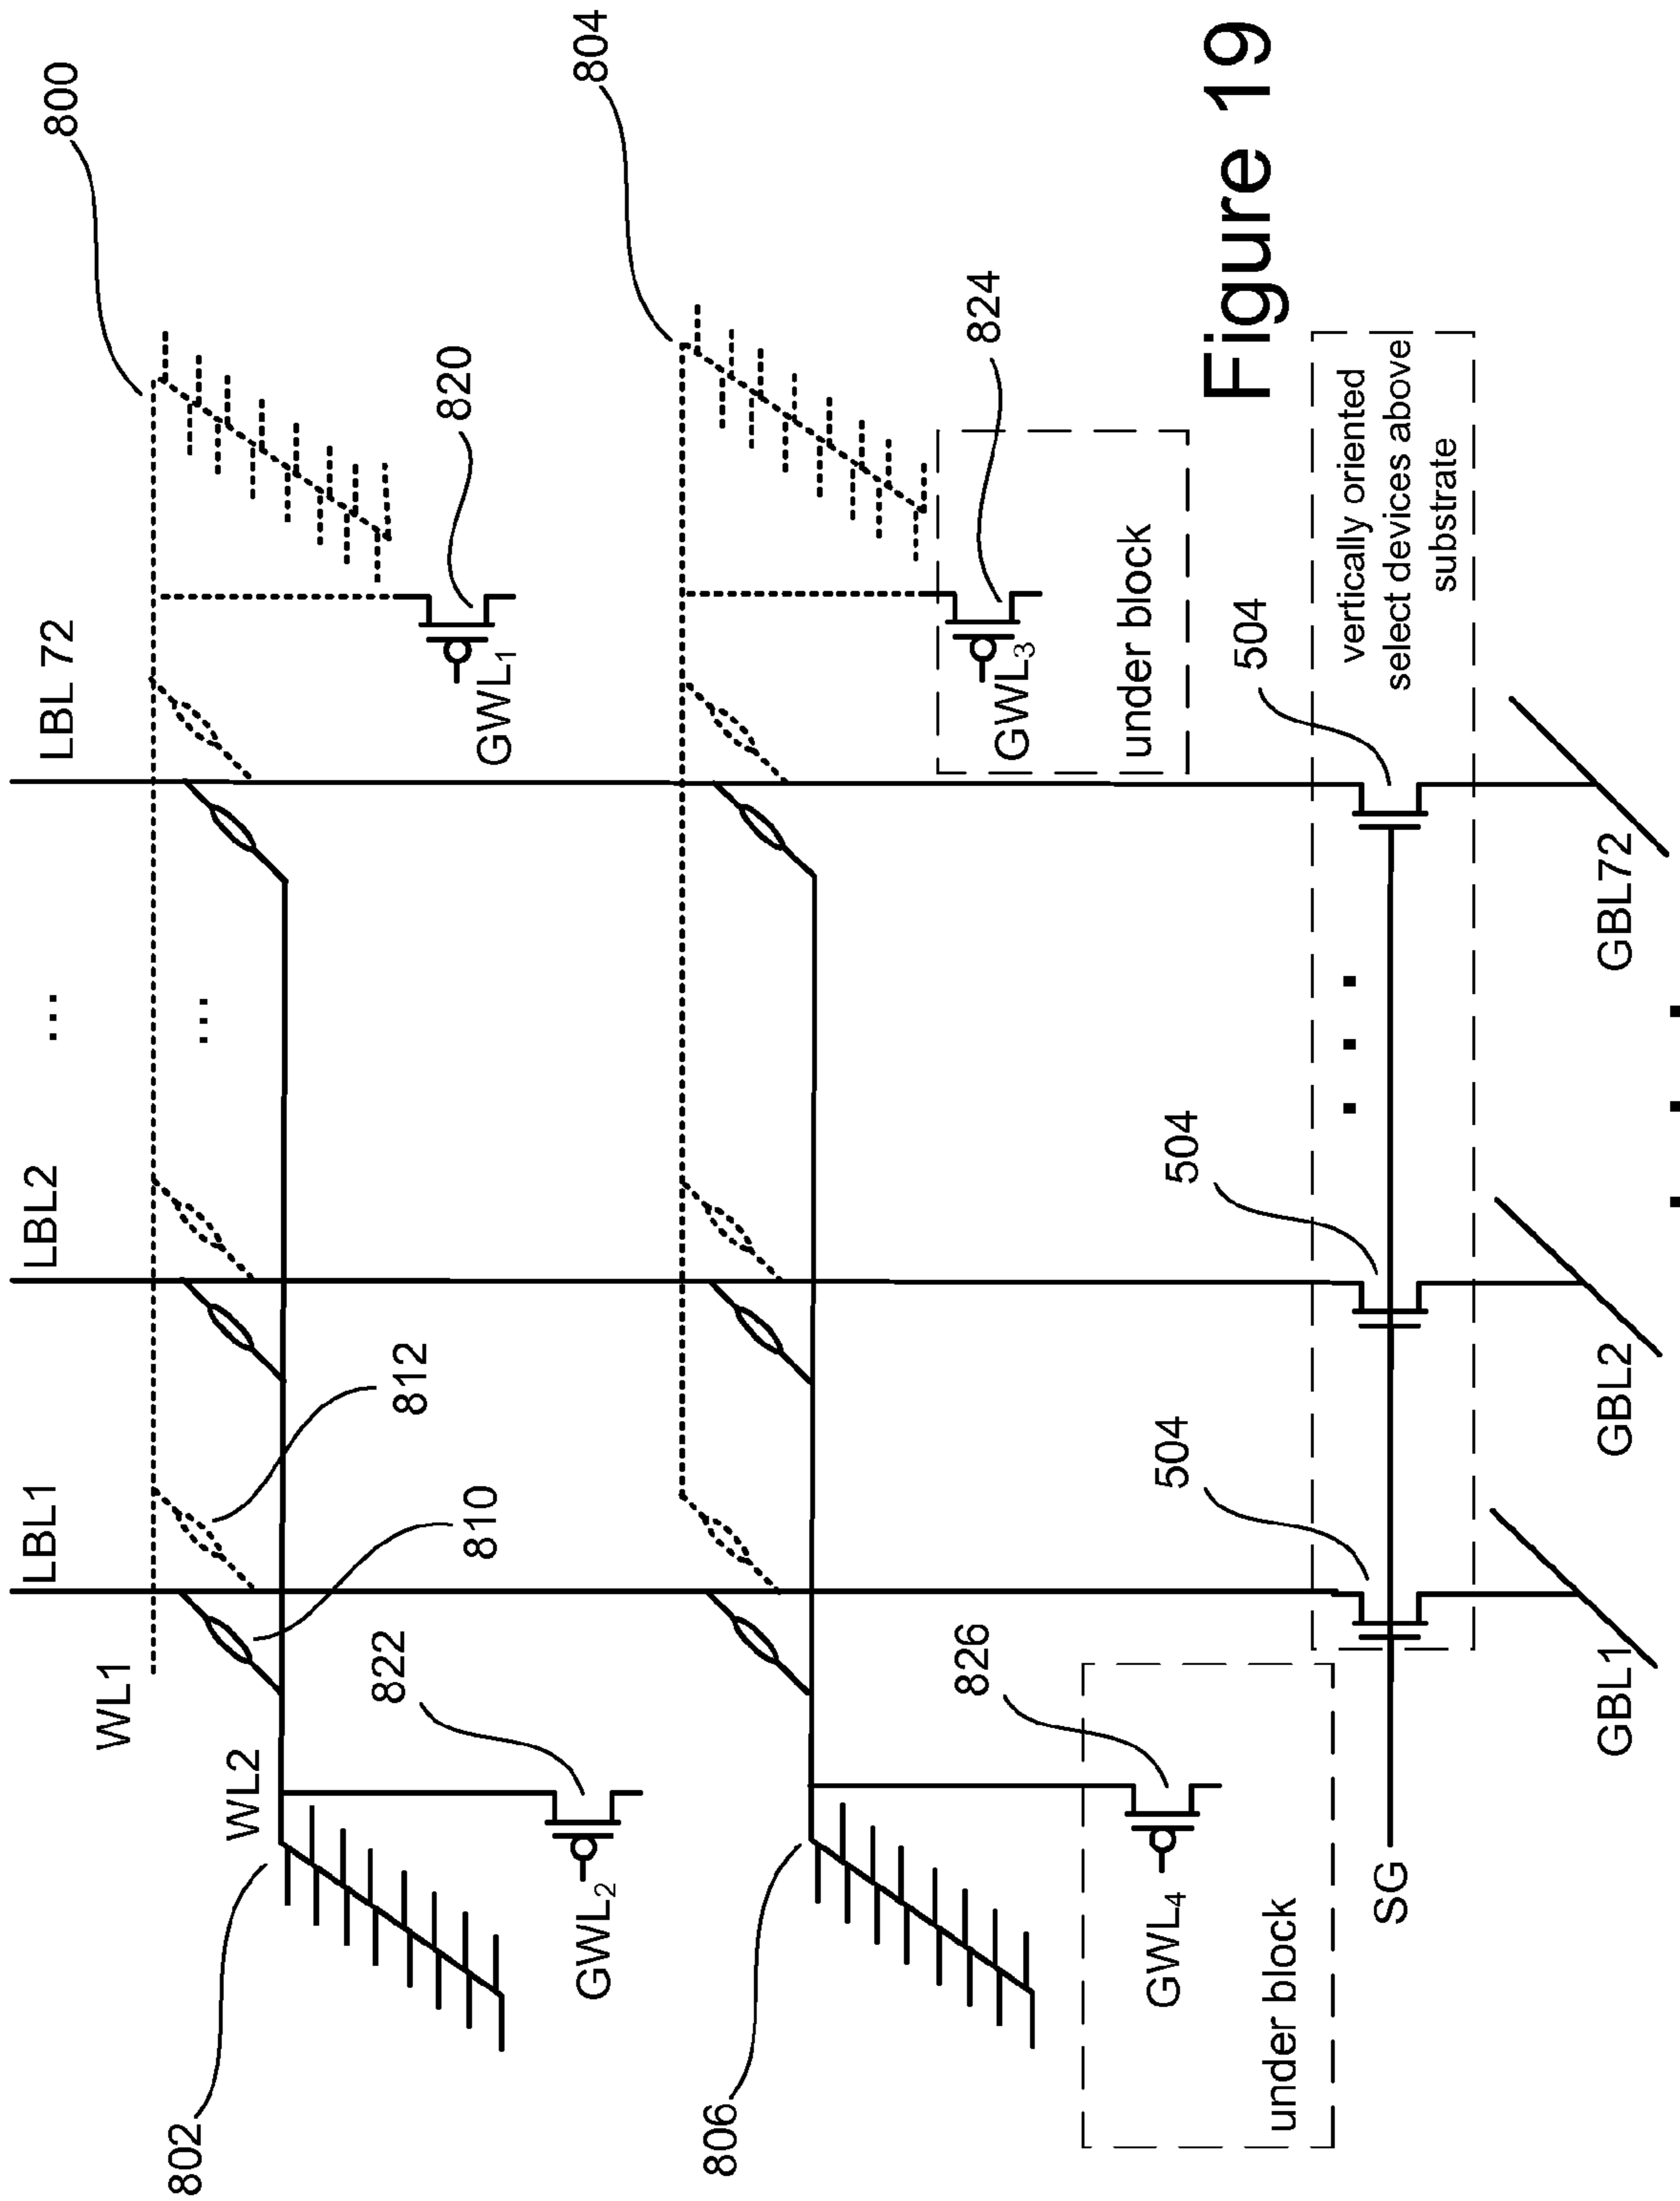 LBL1
LBL2
...
LBL 72
800
WL1
...
812
810
WL2
802
822
GWL2
820
GWL1
804
806
826
GWL4
under block
824
GWL3
under block
504
504
504
vertically oriented
select devices above
substrate
SG
. . .
GBL1
GBL2
GBL72
. . .
Figure 19